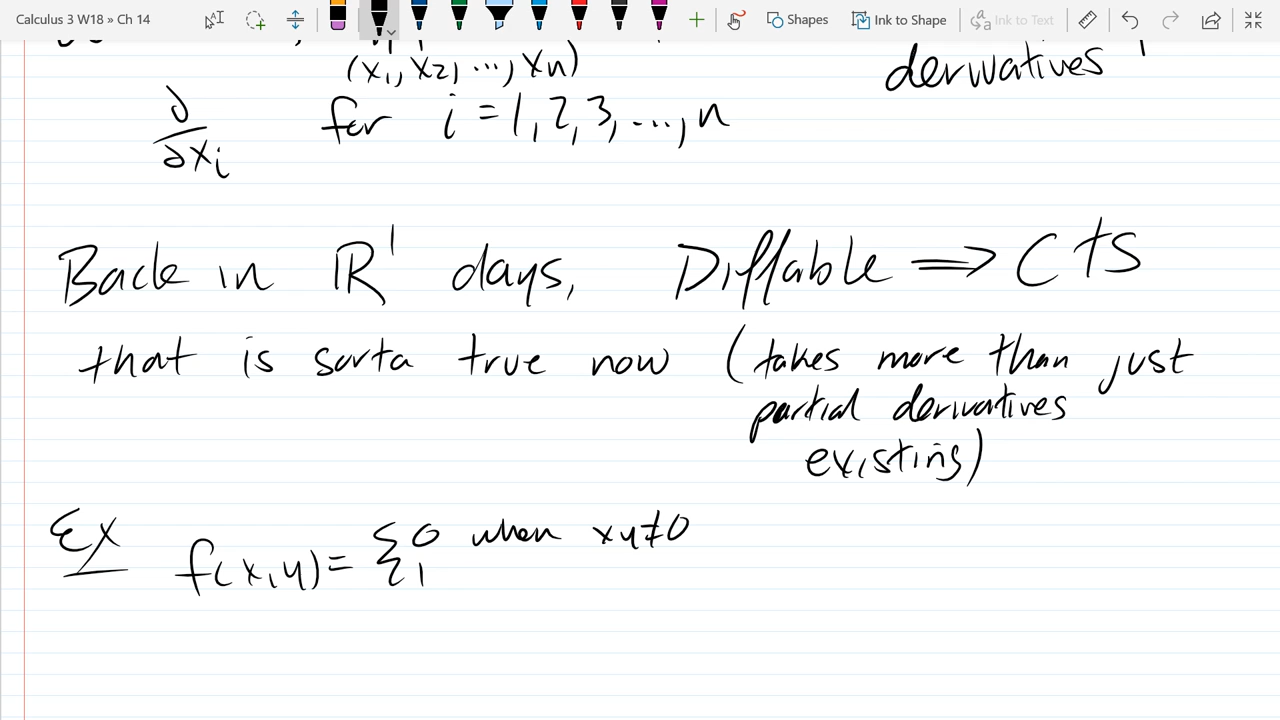 Calculus 3 W18 » Ch 14
Shapes
Ink to Shape
Ink to Text
(x₁, x₂, ..., xₙ)
derivatives
∂/∂xᵢ for i = 1, 2, 3, ..., n
Back in ℝ¹ days, Diffable ⟹ CTS
that is sorta true now (takes more than just
partial derivatives
existing)
Ex f(x,y) = { 0 when xy≠0
{ 1